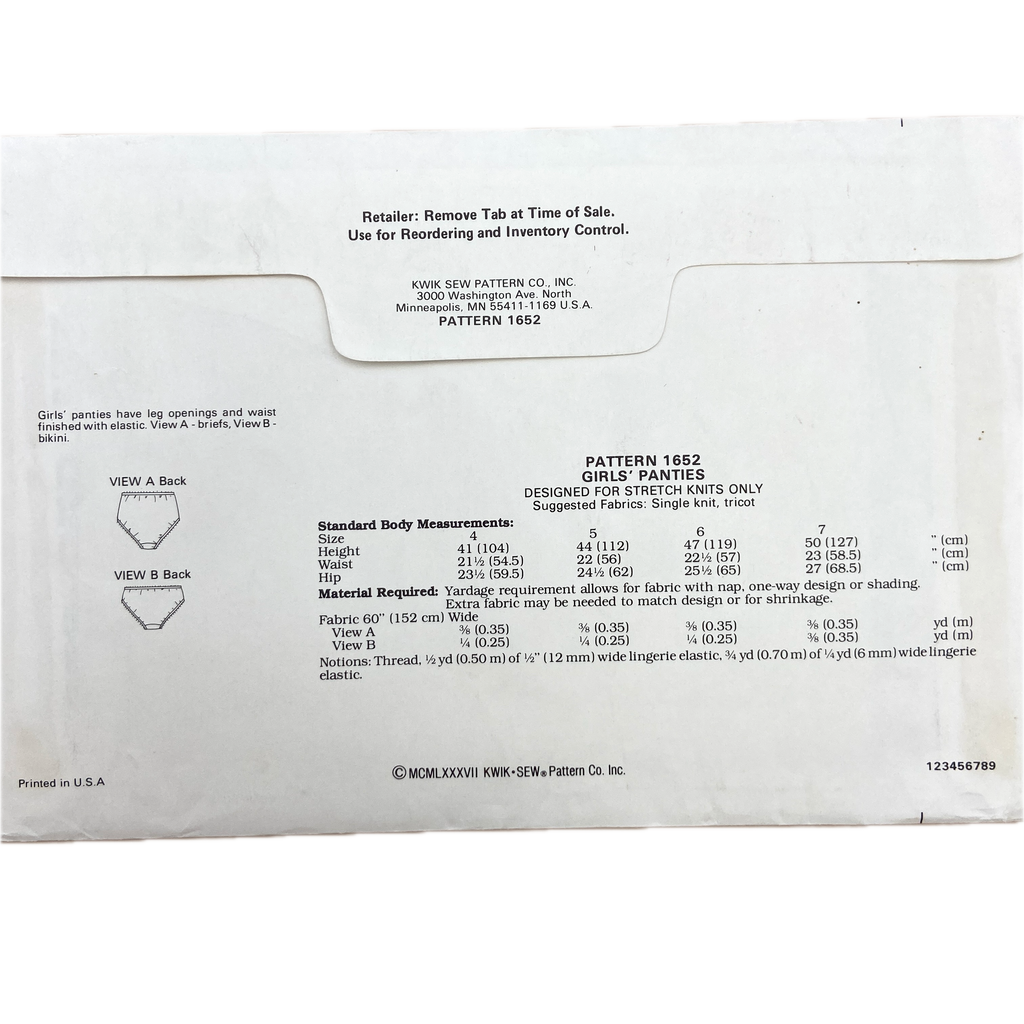 Retailer: Remove Tab at Time of Sale.
Use for Reordering and Inventory Control.
KWIK SEW PATTERN CO., INC.
3000 Washington Ave. North
Minneapolis, MN 55411-1169 U.S.A.
PATTERN 1652
Girls' panties have leg openings and waist
finished with elastic. View A - briefs, View B -
bikini.
VIEW A Back
VIEW B Back
PATTERN 1652
GIRLS' PANTIES
DESIGNED FOR STRETCH KNITS ONLY
Suggested Fabrics: Single knit, tricot
Standard Body Measurements:
Size 4 5 6 7
Height 41 (104) 44 (112) 47 (119) 50 (127) " (cm)
Waist 21½ (54.5) 22 (56) 22½ (57) 23 (58.5) " (cm)
Hip 23½ (59.5) 24½ (62) 25½ (65) 27 (68.5) " (cm)
Material Required: Yardage requirement allows for fabric with nap, one-way design or shading.
Extra fabric may be needed to match design or for shrinkage.
Fabric 60" (152 cm) Wide
View A ⅜ (0.35) ⅜ (0.35) ⅜ (0.35) ⅜ (0.35) yd (m)
View B ¼ (0.25) ¼ (0.25) ¼ (0.25) ⅜ (0.35) yd (m)
Notions: Thread, ½ yd (0.50 m) of ½" (12 mm) wide lingerie elastic, ¾ yd (0.70 m) of ¼ yd (6 mm) wide lingerie
elastic.
Printed in U.S.A
© MCMLXXXVII KWIK•SEW® Pattern Co. Inc.
123456789